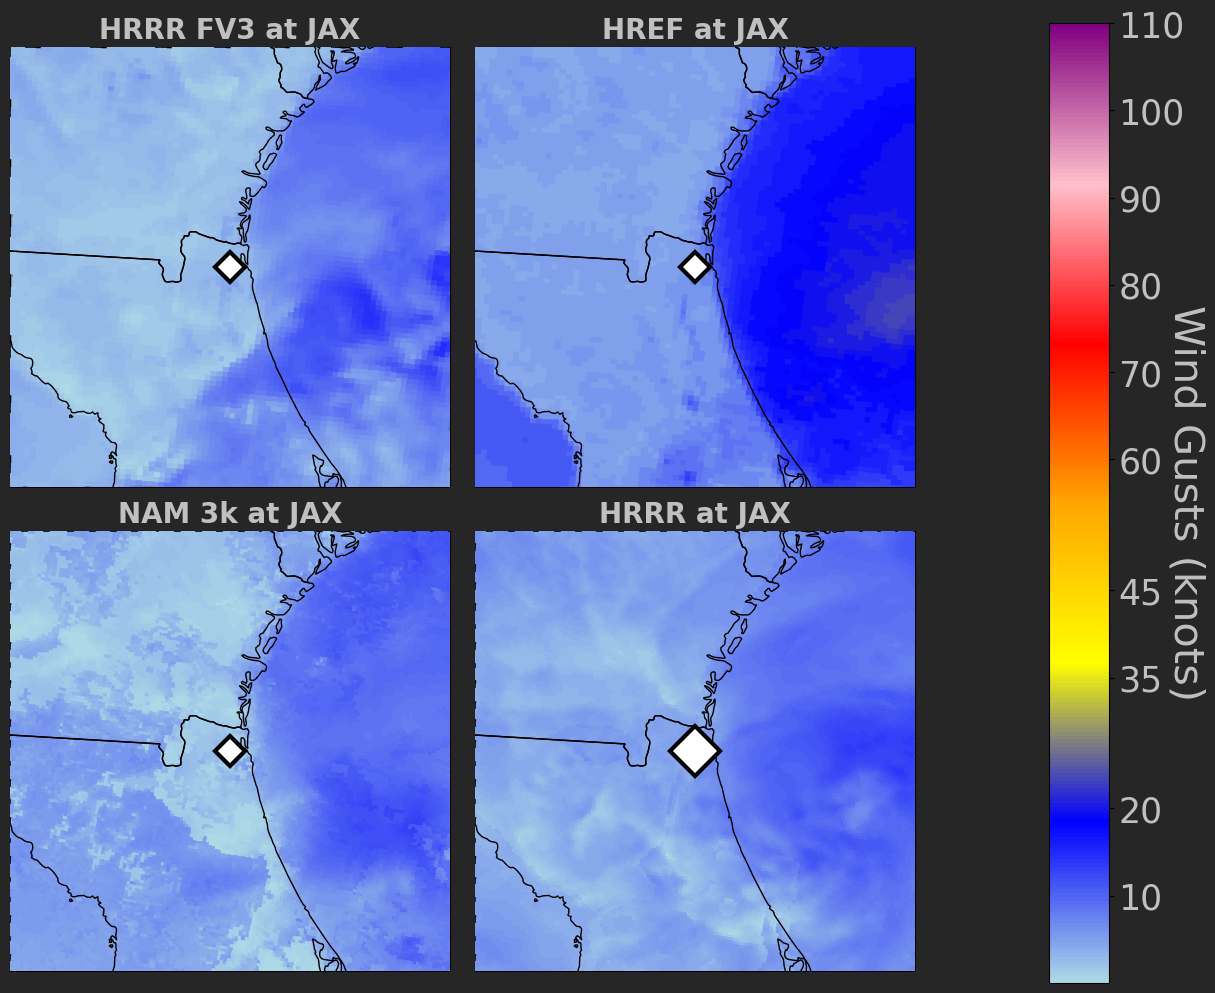 HRRR FV3 at JAX
HREF at JAX
NAM 3k at JAX
HRRR at JAX
110
100
90
80
70
60
45
35
20
10
Wind Gusts (knots)